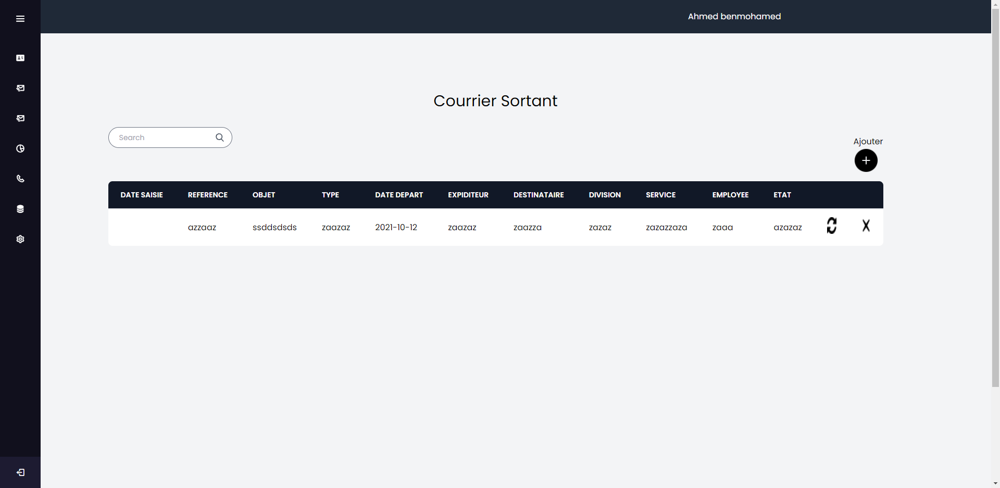 Ahmed benmohamed
Courrier Sortant
Search
Ajouter
DATE SAISIE REFERENCE OBJET TYPE DATE DEPART EXPIDITEUR DESTINATAIRE DIVISION SERVICE EMPLOYEE ETAT
azzaaz ssddsdsds zaazaz 2021-10-12 zaazaz zaazza zazaz zazazzaza zaaa azazaz